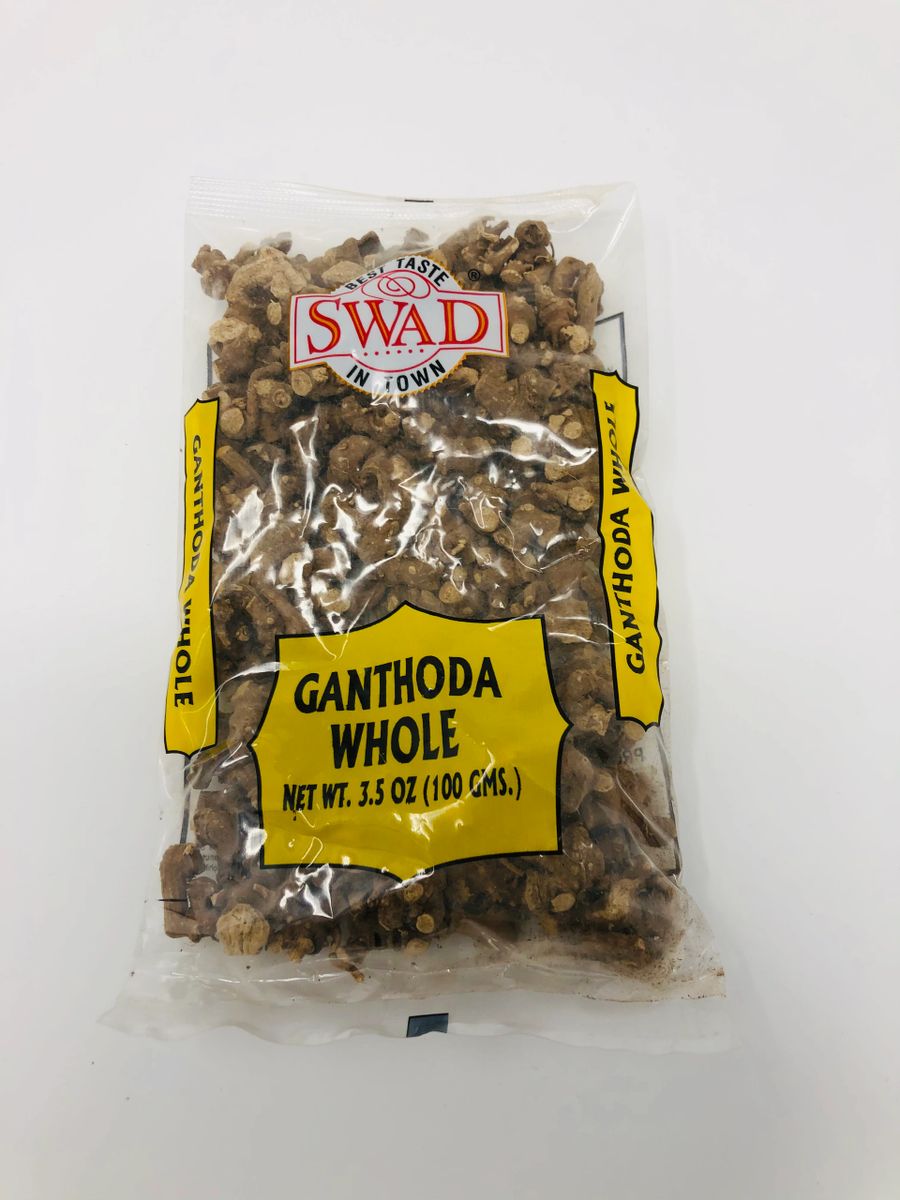 BEST TASTE
®
SWAD
IN TOWN
GANTHODA WHOLE
GANTHODA WHOLE
GANTHODA
WHOLE
NET WT. 3.5 OZ (100 GMS.)